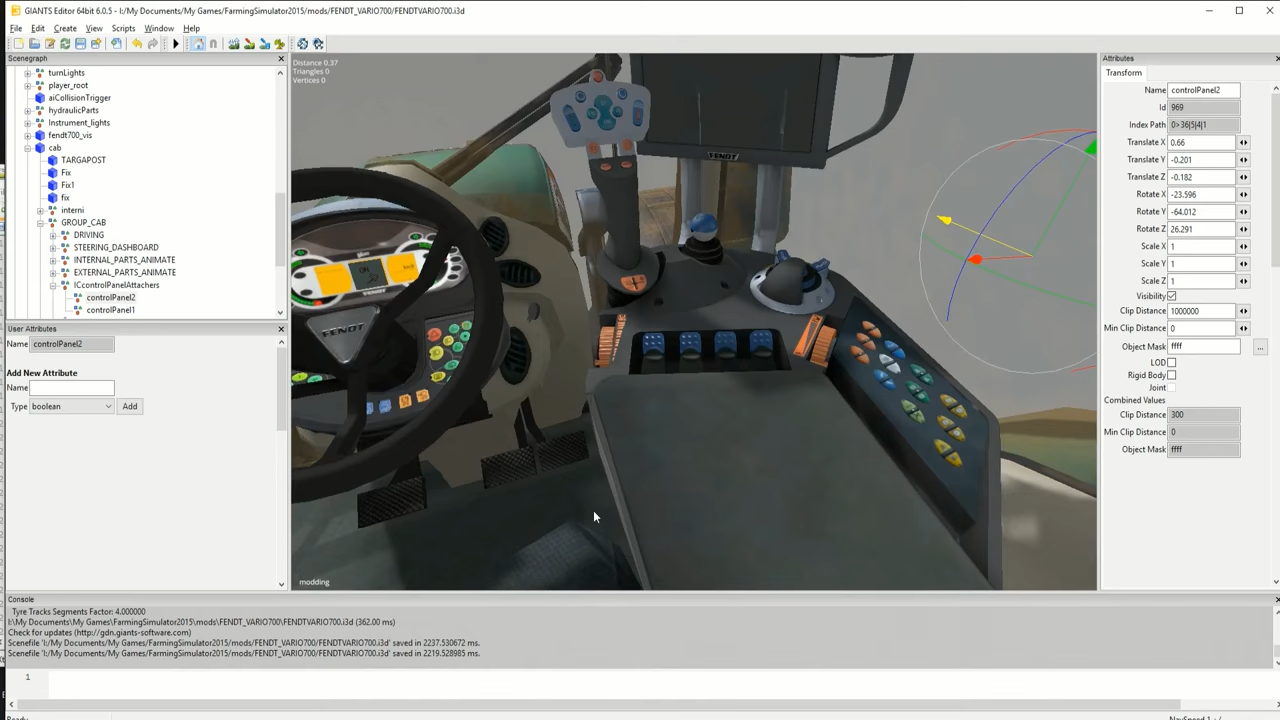 GIANTS Editor 64bit 6.0.5 - I:/My Documents/My Games/FarmingSimulator2015/mods/FENDT_VARIO700/FENDTVARIO700.i3d
File Edit Create View Scripts Window Help
Scenegraph
turnLights
player_root
aiCollisionTrigger
hydraulicParts
Instrument_lights
fendt700_vis
cab
TARGAPOST
Fix
Fix1
fix
interni
GROUP_CAB
DRIVING
STEERING_DASHBOARD
INTERNAL_PARTS_ANIMATE
EXTERNAL_PARTS_ANIMATE
ICcontrolPanelAttachers
controlPanel2
controlPanel1
User Attributes
Name controlPanel2
Add New Attribute
Name
Type boolean Add
Distance 0.37
Triangles 0
Vertices 0
FENDT
FENDT
modding
Attributes
Transform
Name controlPanel2
Id 969
Index Path 0>36|5|4|1
Translate X 0.66
Translate Y -0.201
Translate Z -0.182
Rotate X -23.596
Rotate Y -64.012
Rotate Z 26.291
Scale X 1
Scale Y 1
Scale Z 1
Visibility
Clip Distance 1000000
Min Clip Distance 0
Object Mask ffff ...
LOD
Rigid Body
Joint
Combined Values
Clip Distance 300
Min Clip Distance 0
Object Mask ffff
Console
Tyre Tracks Segments Factor: 4.000000
I:\My Documents\My Games\FarmingSimulator2015\mods\FENDT_VARIO700\FENDTVARIO700.i3d (362.00 ms)
Check for updates (http://gdn.giants-software.com)
Scenefile 'I:/My Documents/My Games/FarmingSimulator2015/mods/FENDT_VARIO700/FENDTVARIO700.i3d' saved in 2237.530672 ms.
Scenefile 'I:/My Documents/My Games/FarmingSimulator2015/mods/FENDT_VARIO700/FENDTVARIO700.i3d' saved in 2219.528985 ms.
1